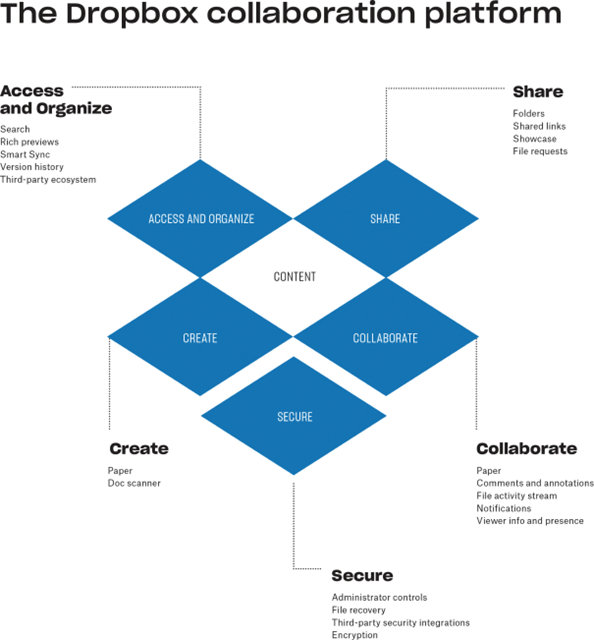 The Dropbox collaboration platform
Access
and Organize
Search
Rich previews
Smart Sync
Version history
Third-party ecosystem
Share
Folders
Shared links
Showcase
File requests
ACCESS AND ORGANIZE
SHARE
CONTENT
CREATE
COLLABORATE
SECURE
Create
Paper
Doc scanner
Collaborate
Paper
Comments and annotations
File activity stream
Notifications
Viewer info and presence
Secure
Administrator controls
File recovery
Third-party security integrations
Encryption